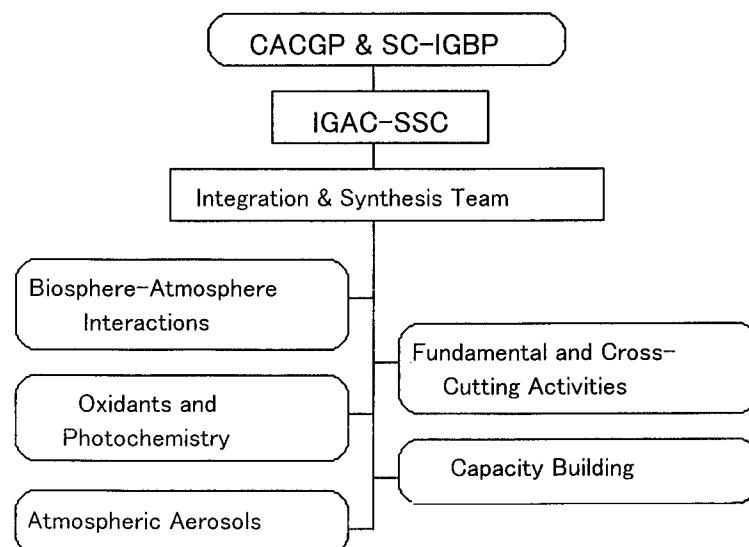 CACGP & SC-IGBP
IGAC-SSC
Integration & Synthesis Team
Biosphere-Atmosphere
Interactions
Fundamental and Cross-
Cutting Activities
Oxidants and
Photochemistry
Capacity Building
Atmospheric Aerosols